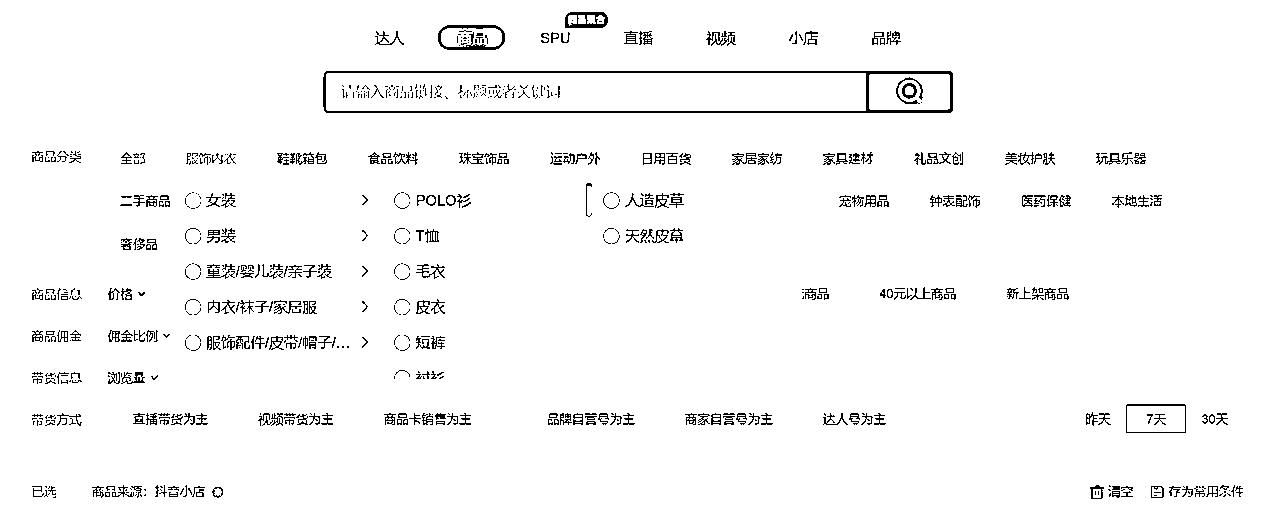 商品聚合
达人 商品 SPU 直播 视频 小店 品牌
请输入商品链接、标题或者关键词
商品分类 全部 服饰内衣 鞋靴箱包 食品饮料 珠宝饰品 运动户外 日用百货 家居家纺 家具建材 礼品文创 美妆护肤 玩具乐器
二手商品 女装 POLO衫 人造皮草 宠物用品 钟表配饰 医药保健 本地生活
奢侈品 男装 T恤 天然皮草
童装/婴儿装/亲子装 毛衣
商品信息 价格 内衣/袜子/家居服 皮衣 商品 40元以上商品 新上架商品
商品佣金 佣金比例 服饰配件/皮带/帽子/... 短裤
带货信息 浏览量 衬衫
带货方式 直播带货为主 视频带货为主 商品卡销售为主 品牌自营号为主 商家自营号为主 达人号为主 昨天 7天 30天
已选 商品来源：抖音小店 清空 存为常用条件